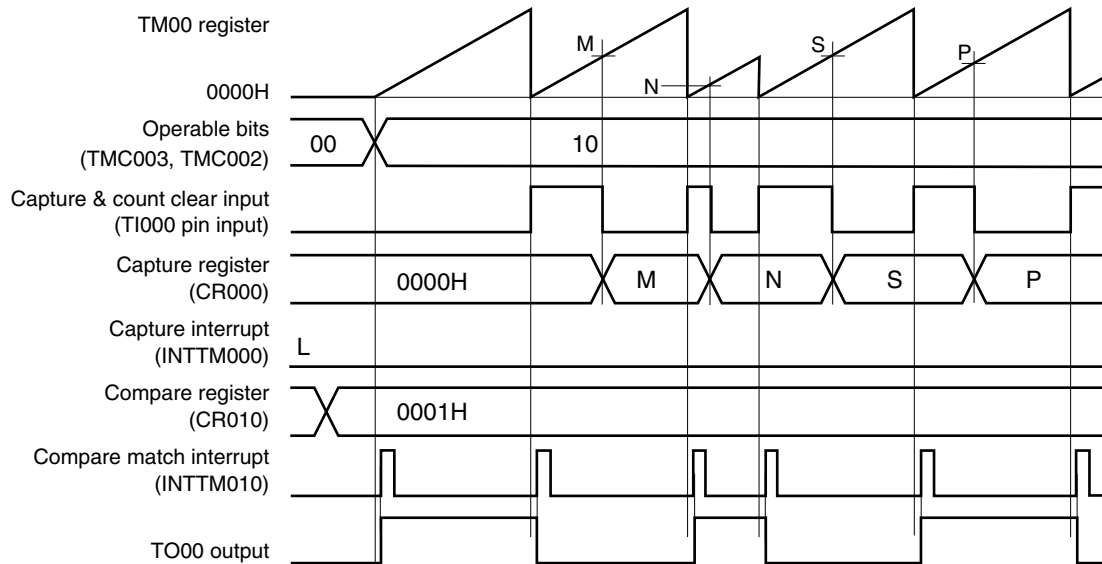 TM00 register
M
S
P
N
0000H
Operable bits
(TMC003, TMC002)
00
10
Capture & count clear input
(TI000 pin input)
Capture register
(CR000)
0000H
M
N
S
P
Capture interrupt
(INTTM000)
L
Compare register
(CR010)
0001H
Compare match interrupt
(INTTM010)
TO00 output